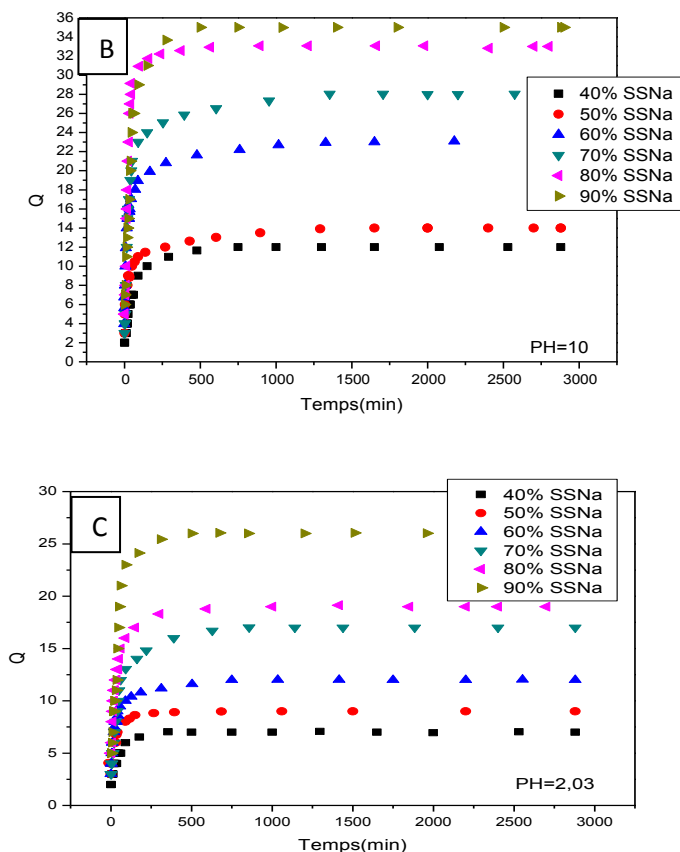 B
36
34
32
30
28
26
24
22
20
18
16
14
12
10
8
6
4
2
0
Q
40% SSNa
50% SSNa
60% SSNa
70% SSNa
80% SSNa
90% SSNa
PH=10
0 500 1000 1500 2000 2500 3000
Temps(min)
C
30
25
20
15
10
5
0
Q
40% SSNa
50% SSNa
60% SSNa
70% SSNa
80% SSNa
90% SSNa
PH=2,03
0 500 1000 1500 2000 2500 3000
Temps(min)